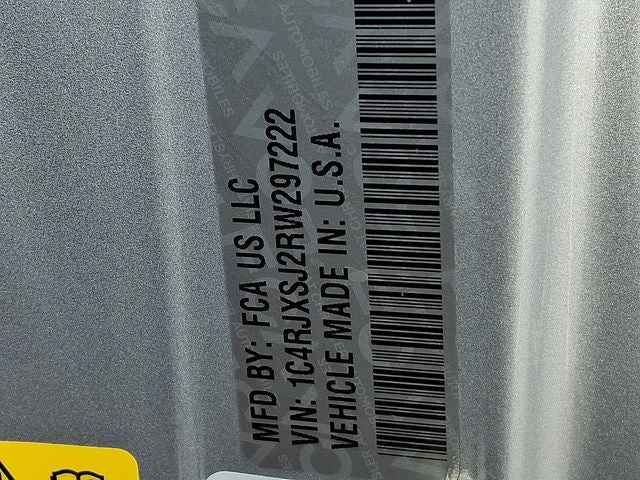 MFD BY: FCA US LLC
VIN: 1C4RJXSJ2RW297222
VEHICLE MADE IN: U.S.A.